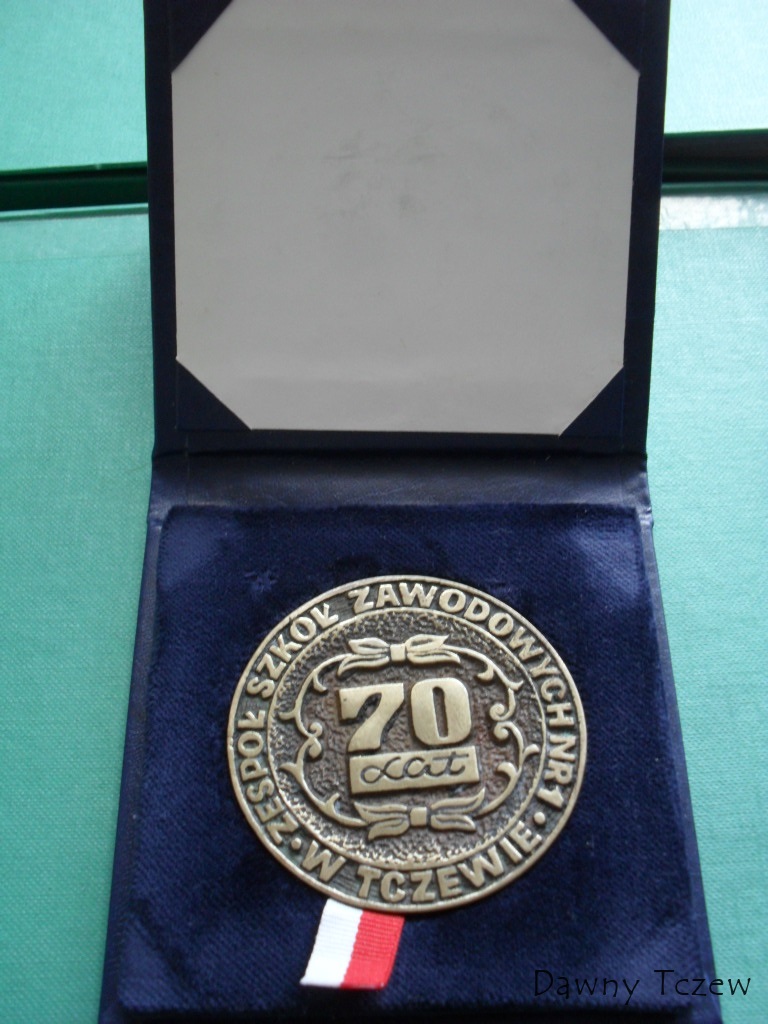 ZESPÓŁ SZKÓŁ ZAWODOWYCH NR 1
70
Lat
• W TCZEWIE •
Dawny Tczew